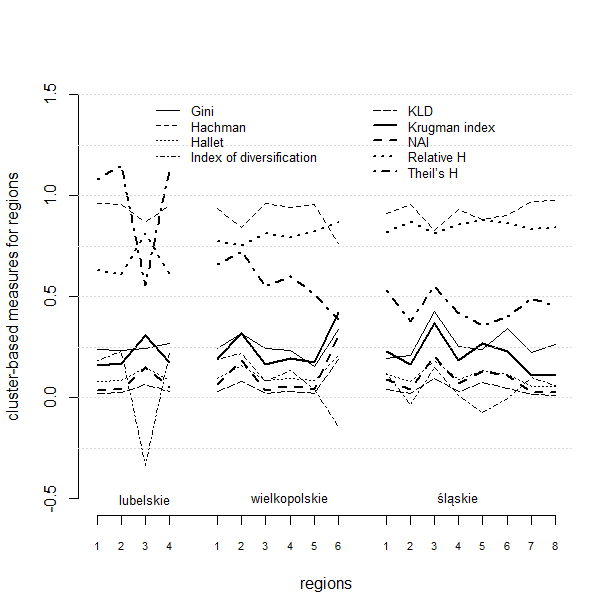 1.5
Gini
KLD
Hachman
Krugman index
Hallet
NAI
Index of diversification
Relative H
Theil's H
1.0
0.5
0.0
-0.5
cluster-based measures for regions
lubelskie
wielkopolskie
śląskie
1 2 3 4 1 2 3 4 5 6 1 2 3 4 5 6 7 8
regions